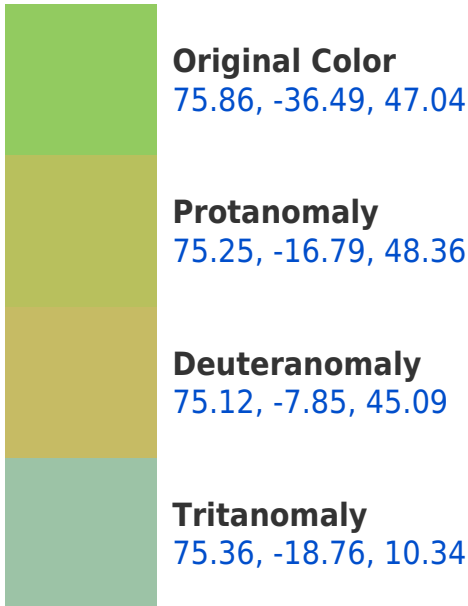 Original Color
75.86, -36.49, 47.04
Protanomaly
75.25, -16.79, 48.36
Deuteranomaly
75.12, -7.85, 45.09
Tritanomaly
75.36, -18.76, 10.34